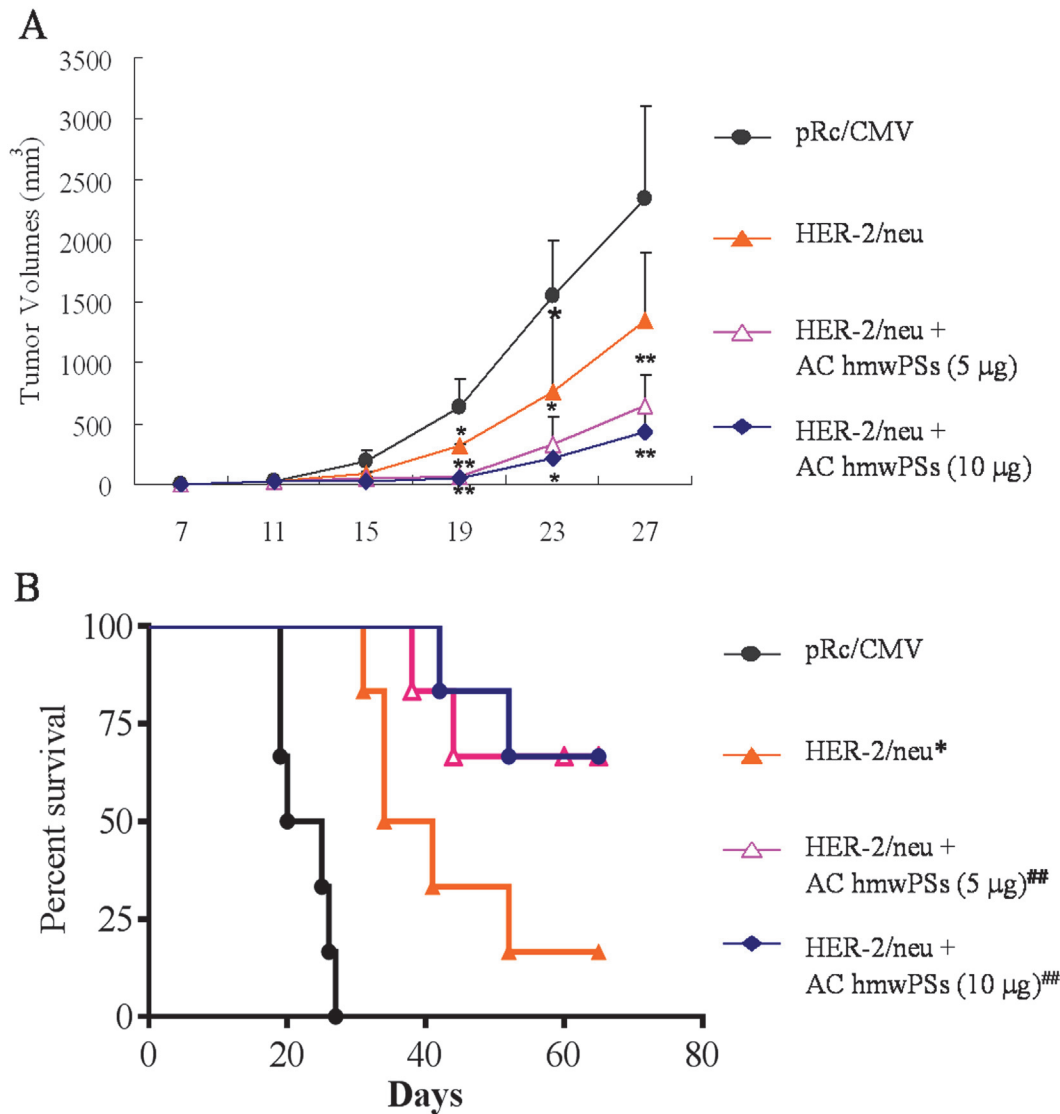 A
Tumor Volumes (mm³)
3500
3000
2500
2000
1500
1000
500
0
7 11 15 19 23 27
*
*
**
**
*
*
**
**
pRc/CMV
HER-2/neu
HER-2/neu +
AC hmwPSs (5 µg)
HER-2/neu +
AC hmwPSs (10 µg)
B
Percent survival
100
75
50
25
0
0 20 40 60 80
Days
pRc/CMV
HER-2/neu*
HER-2/neu +
AC hmwPSs (5 µg)##
HER-2/neu +
AC hmwPSs (10 µg)##